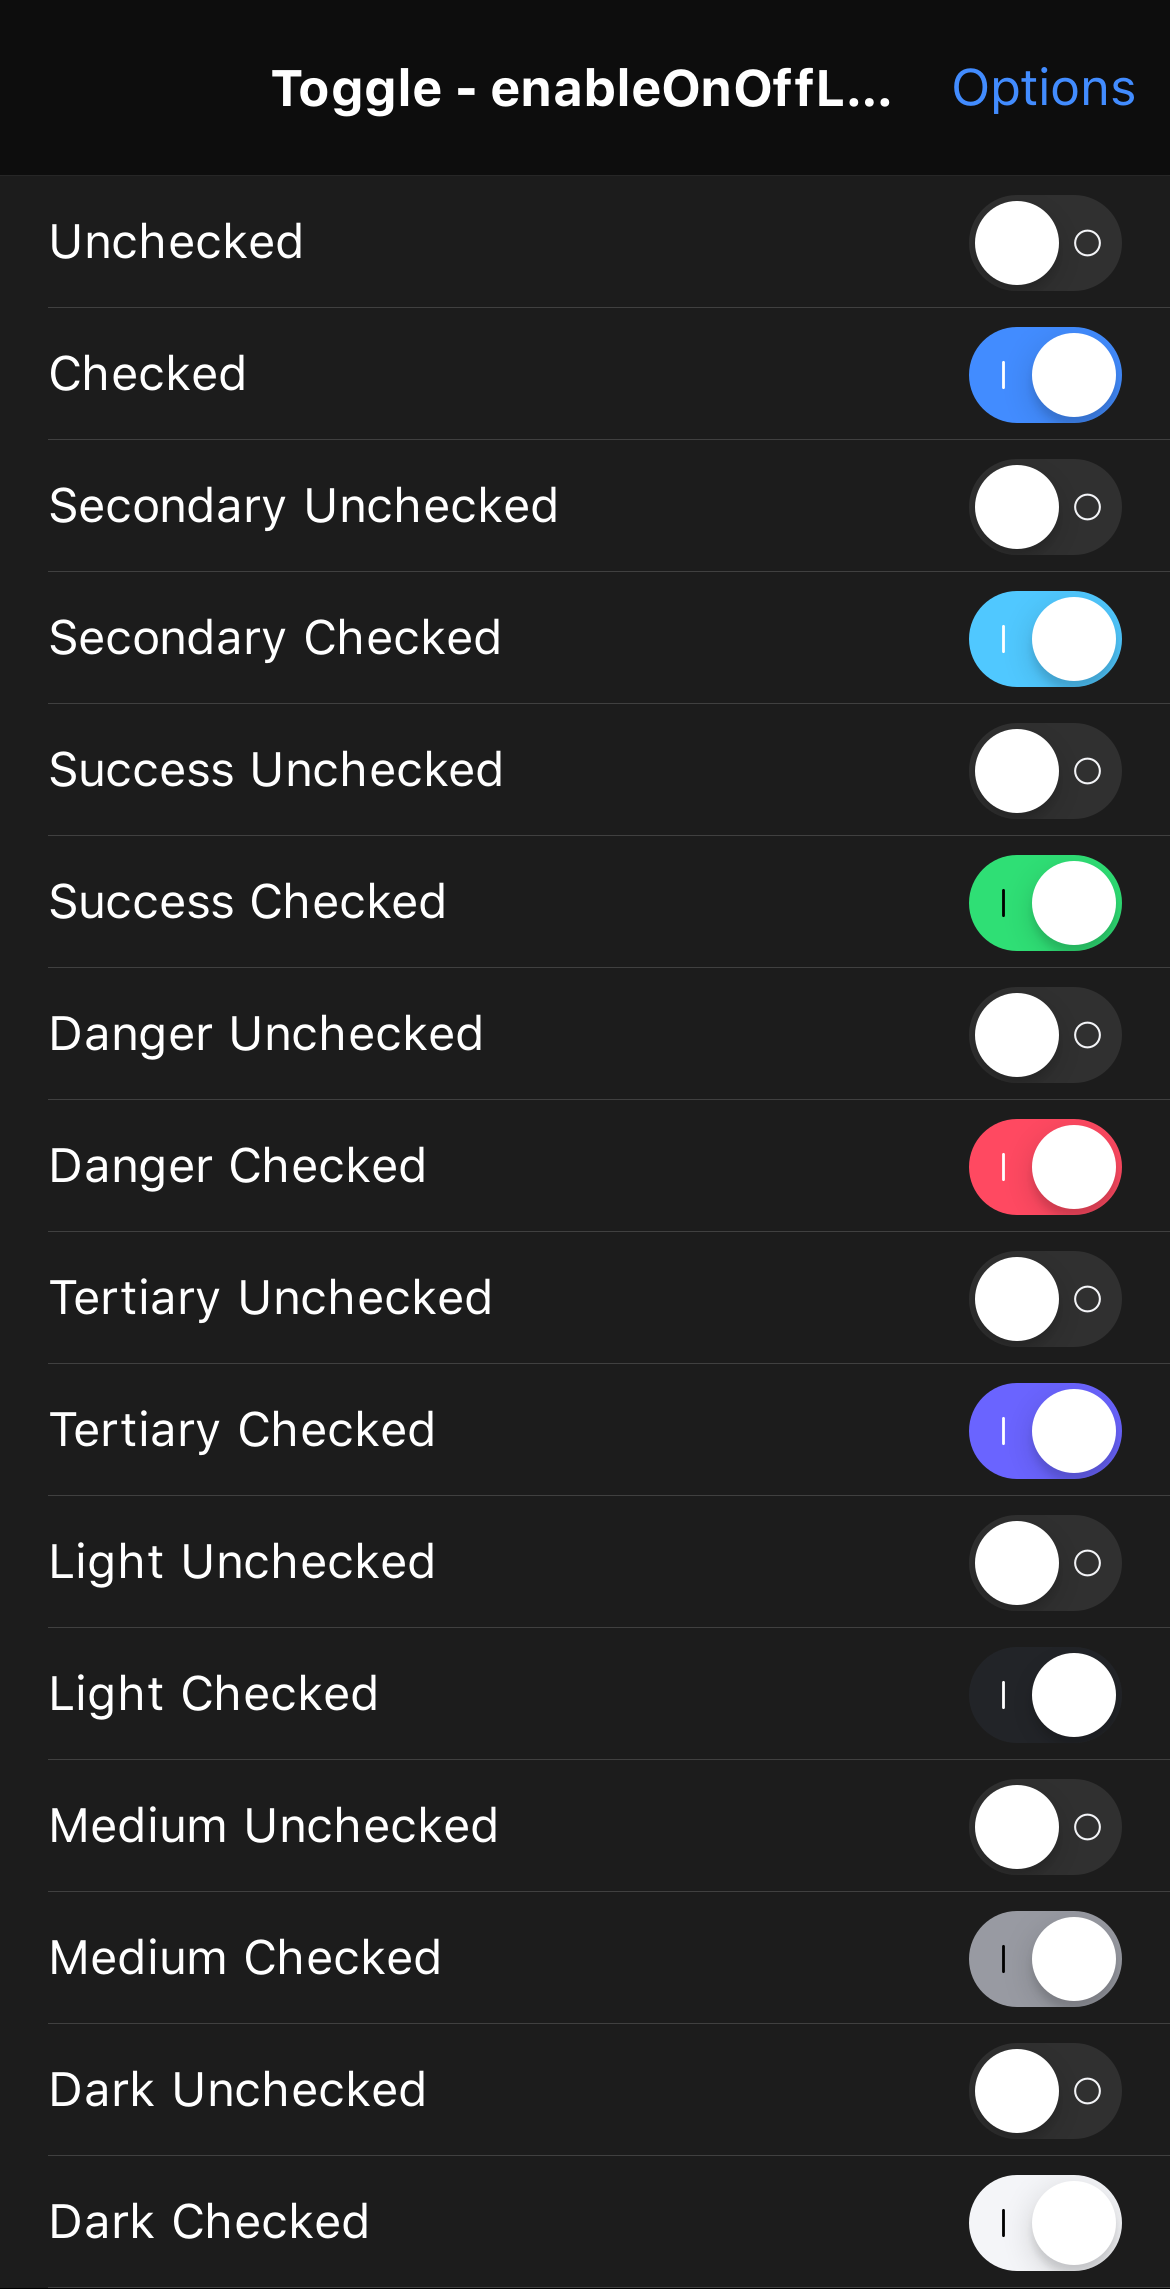 Toggle - enableOnOffL...
Options
Unchecked
Checked
Secondary Unchecked
Secondary Checked
Success Unchecked
Success Checked
Danger Unchecked
Danger Checked
Tertiary Unchecked
Tertiary Checked
Light Unchecked
Light Checked
Medium Unchecked
Medium Checked
Dark Unchecked
Dark Checked